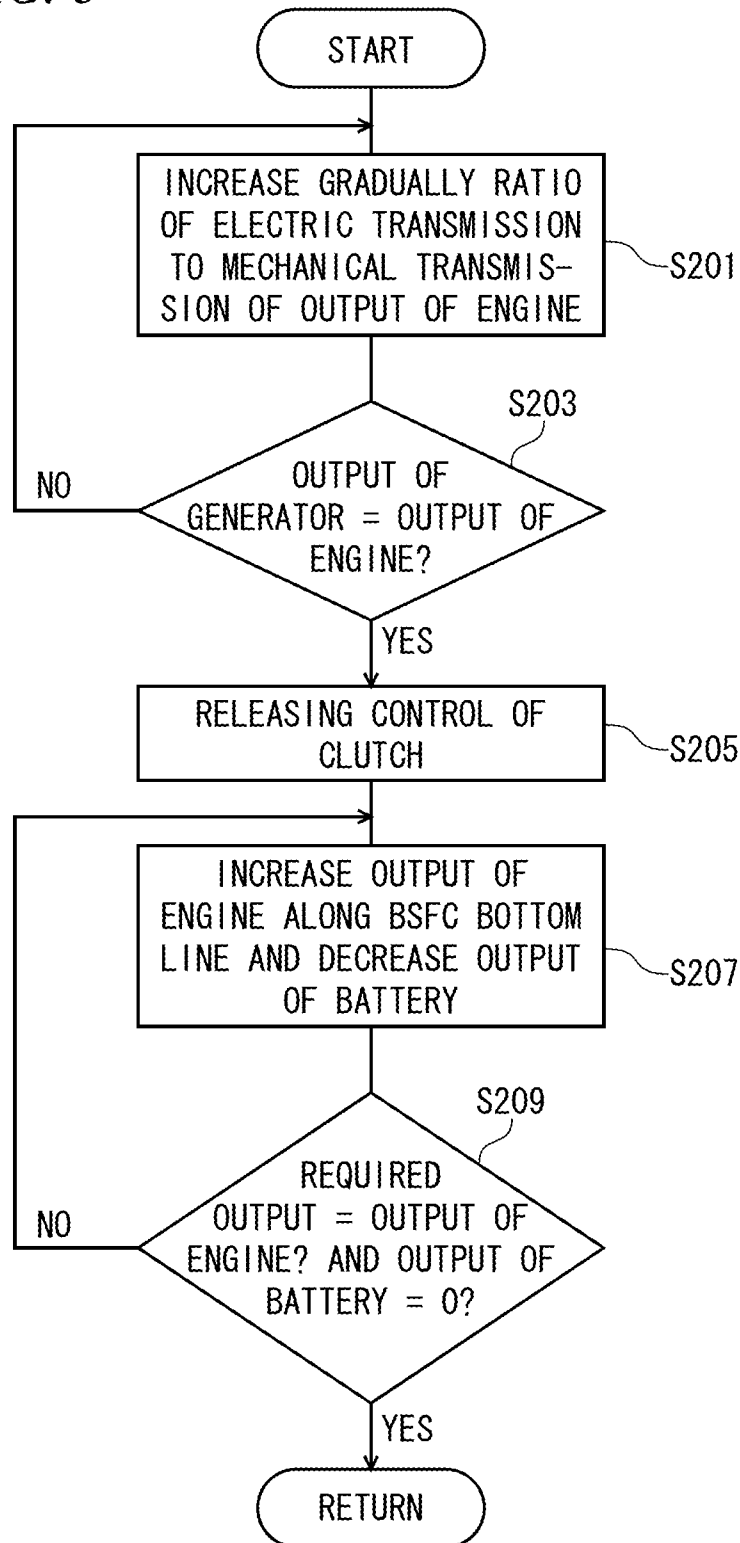 START
INCREASE GRADUALLY RATIO
OF ELECTRIC TRANSMISSION
TO MECHANICAL TRANSMIS-
SION OF OUTPUT OF ENGINE
S201
S203
OUTPUT OF
GENERATOR = OUTPUT OF
ENGINE?
NO
YES
RELEASING CONTROL OF
CLUTCH
S205
INCREASE OUTPUT OF
ENGINE ALONG BSFC BOTTOM
LINE AND DECREASE OUTPUT
OF BATTERY
S207
S209
REQUIRED
OUTPUT = OUTPUT OF
ENGINE? AND OUTPUT OF
BATTERY = 0?
NO
YES
RETURN